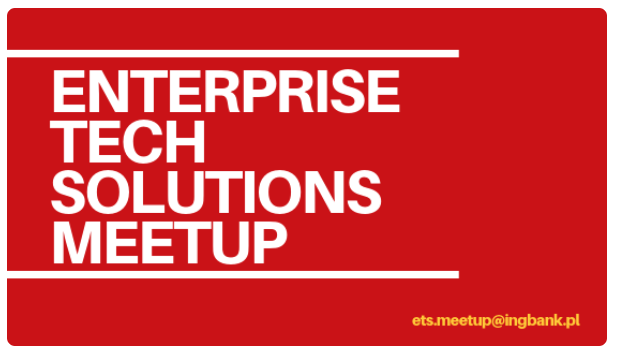 ENTERPRISE
TECH
SOLUTIONS
MEETUP
ets.meetup@ingbank.pl